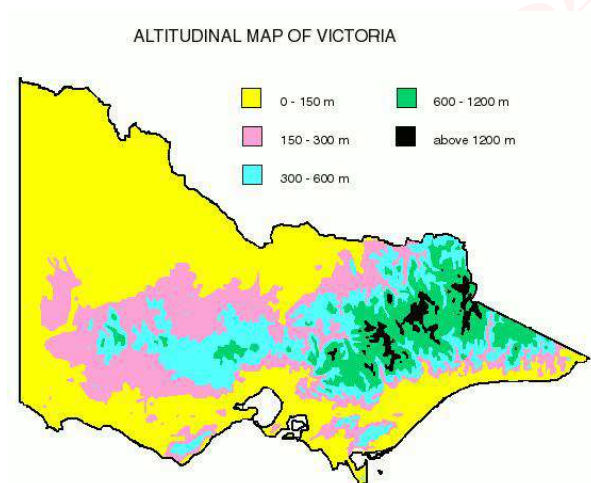 ALTITUDINAL MAP OF VICTORIA
0 - 150 m
600 - 1200 m
150 - 300 m
above 1200 m
300 - 600 m